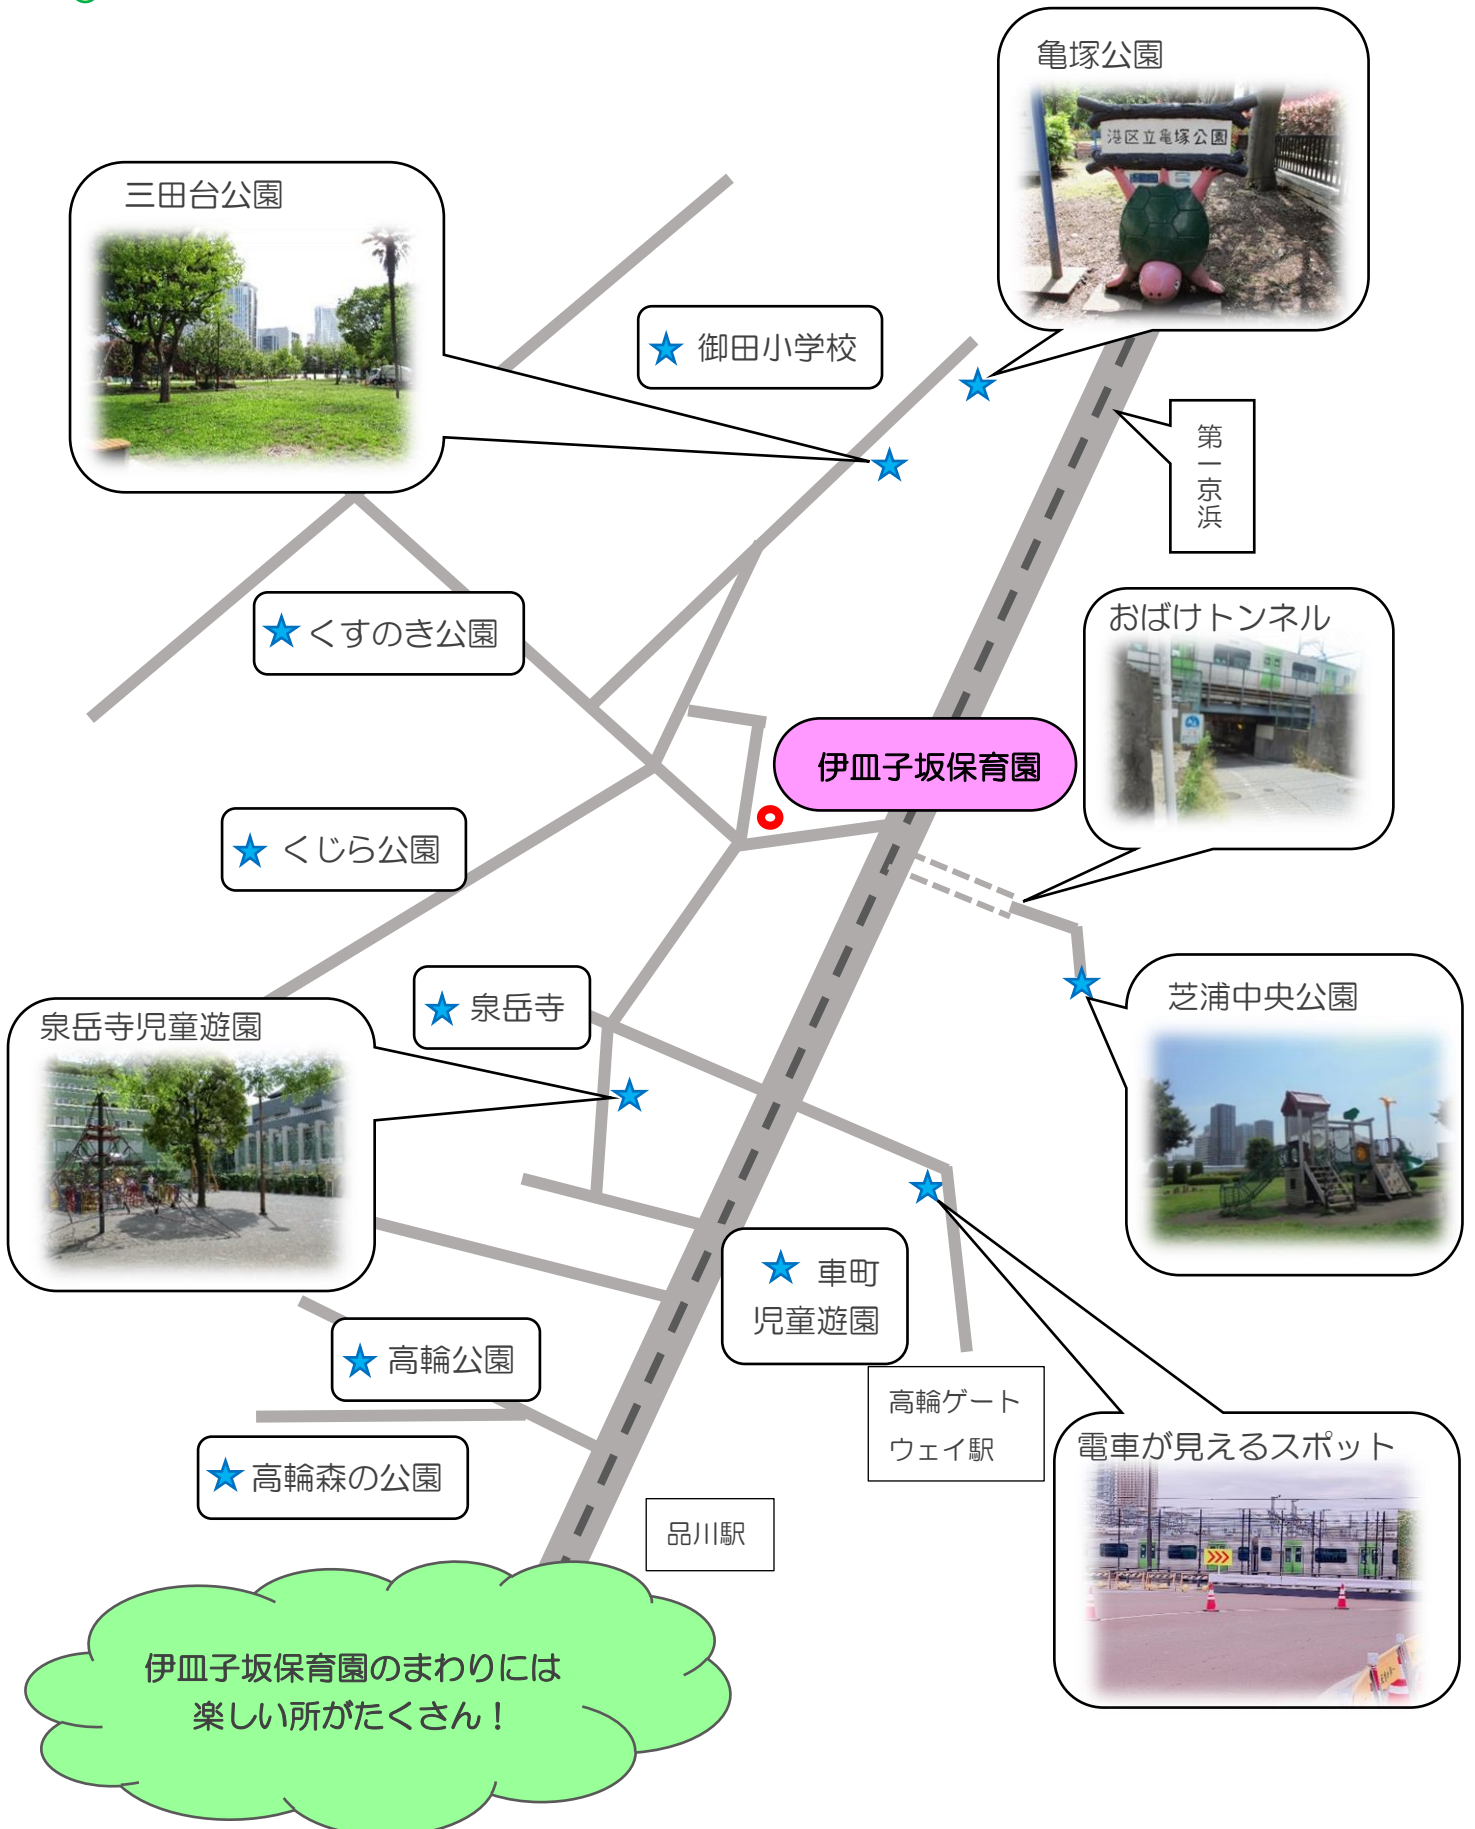 亀塚公園
港区立亀塚公園
三田台公園
御田小学校
第一京浜
くすのき公園
おばけトンネル
伊皿子坂保育園
くじら公園
泉岳寺
芝浦中央公園
泉岳寺児童遊園
車町
児童遊園
高輪公園
高輪ゲート
ウェイ駅
電車が見えるスポット
高輪森の公園
品川駅
伊皿子坂保育園のまわりには
楽しい所がたくさん！